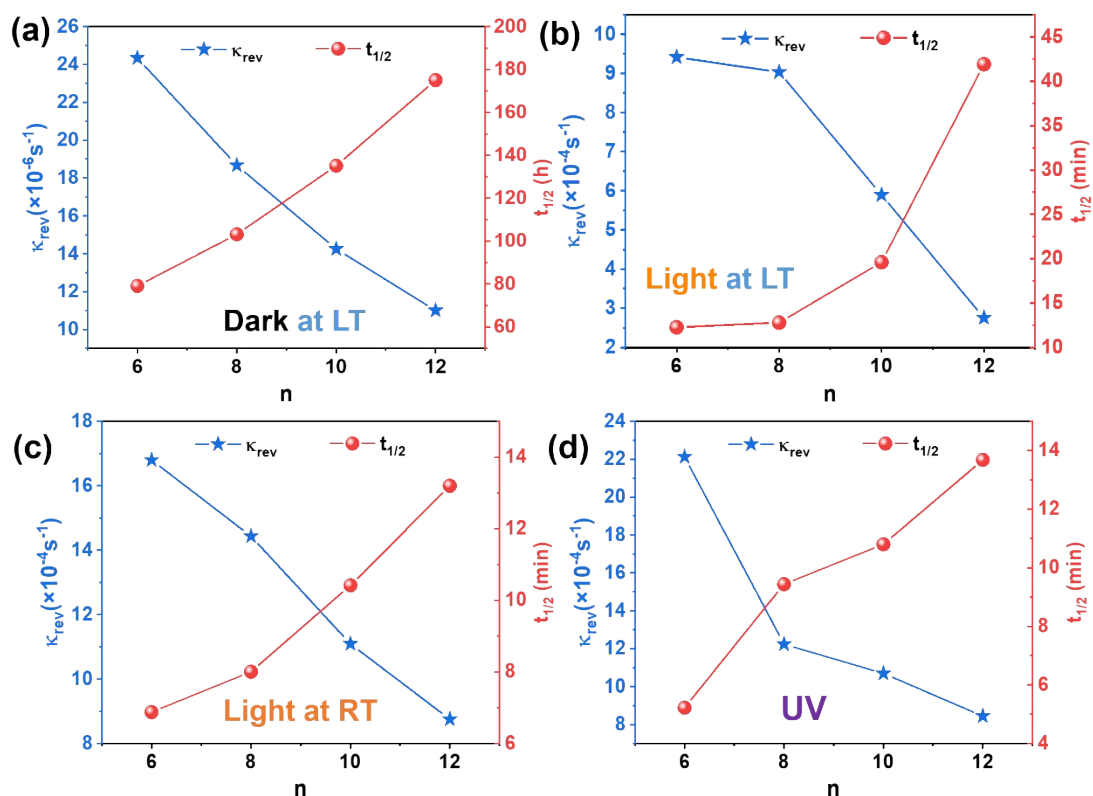 (a)
κrev
t1/2
26
24
22
20
18
16
14
12
10
κrev(×10-6s-1)
200
180
160
140
120
100
80
60
t1/2 (h)
Dark at LT
6 8 10 12
n
(b)
κrev
t1/2
10
9
8
7
6
5
4
3
2
κrev(×10-4s-1)
45
40
35
30
25
20
15
10
t1/2 (min)
Light at LT
6 8 10 12
n
(c)
κrev
t1/2
18
16
14
12
10
8
κrev(×10-4s-1)
14
12
10
8
6
t1/2 (min)
Light at RT
6 8 10 12
n
(d)
κrev
t1/2
24
22
20
18
16
14
12
10
8
κrev(×10-4s-1)
14
12
10
8
6
4
t1/2 (min)
UV
6 8 10 12
n